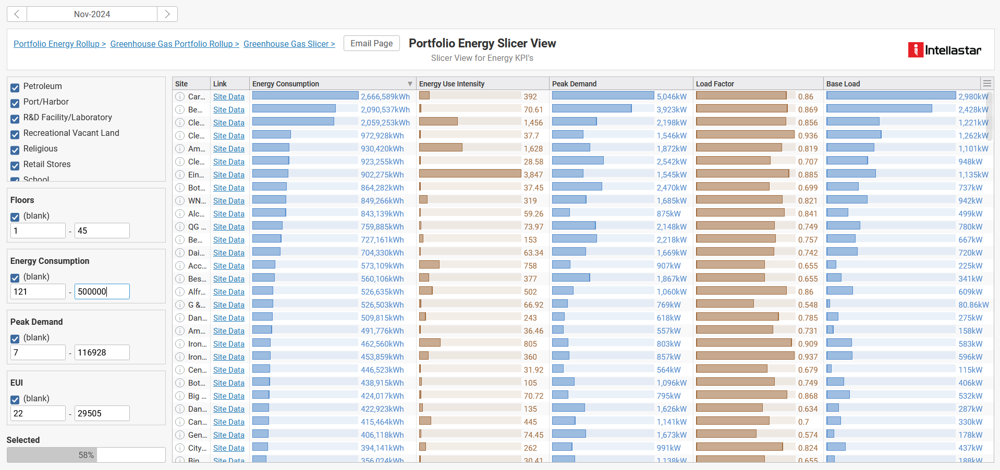 Nov-2024
Portfolio Energy Rollup > Greenhouse Gas Portfolio Rollup > Greenhouse Gas Slicer > Email Page Portfolio Energy Slicer View
Slicer View for Energy KPI's
Intellastar
Petroleum
Port/Harbor
R&D Facility/Laboratory
Recreational Vacant Land
Religious
Retail Stores
School
Floors
(blank)
1 - 45
Energy Consumption
(blank)
121 - 500000
Peak Demand
(blank)
7 - 116928
EUI
(blank)
22 - 29505
Selected
58%
Site Link Energy Consumption Energy Use Intensity Peak Demand Load Factor Base Load
Car... Site Data 2,666,589kWh 392 5,046kW 0.86 2,980kW
Be... Site Data 2,090,537kWh 70.61 3,923kW 0.869 2,428kW
Cle... Site Data 2,059,253kWh 1,456 2,198kW 0.856 1,221kW
Cle... Site Data 972,928kWh 37.7 1,546kW 0.936 1,262kW
Am... Site Data 930,420kWh 1,628 1,872kW 0.819 1,101kW
Cle... Site Data 923,255kWh 28.58 2,542kW 0.707 948kW
Ein... Site Data 902,275kWh 3,847 1,545kW 0.885 1,135kW
Bot... Site Data 864,282kWh 37.45 2,470kW 0.699 737kW
WN... Site Data 849,266kWh 319 1,685kW 0.821 942kW
Alc... Site Data 843,139kWh 59.26 875kW 0.841 499kW
QG ... Site Data 759,885kWh 73.97 2,148kW 0.749 780kW
Be... Site Data 727,161kWh 153 2,218kW 0.757 667kW
Dai... Site Data 704,330kWh 63.34 1,669kW 0.742 720kW
Acc... Site Data 573,109kWh 758 907kW 0.655 225kW
Bes... Site Data 560,106kWh 377 1,867kW 0.655 341kW
Alfr... Site Data 526,635kWh 502 1,060kW 0.86 609kW
G &... Site Data 526,503kWh 66.92 769kW 0.548 80.86kW
Dan... Site Data 509,815kWh 243 618kW 0.785 275kW
Am... Site Data 491,776kWh 36.46 557kW 0.731 158kW
Iron... Site Data 462,560kWh 805 803kW 0.909 583kW
Iron... Site Data 453,859kWh 360 857kW 0.937 596kW
Cen... Site Data 446,523kWh 31.92 564kW 0.679 115kW
Bot... Site Data 438,915kWh 105 1,096kW 0.749 406kW
Big ... Site Data 424,017kWh 70.72 795kW 0.868 532kW
Dan... Site Data 422,923kWh 135 1,626kW 0.634 287kW
Can... Site Data 415,464kWh 445 1,141kW 0.7 330kW
Gen... Site Data 406,118kWh 74.45 1,673kW 0.574 178kW
City... Site Data 394,141kWh 262 991kW 0.824 437kW
Bin... Site Data 356,024kWh 30.41 1,138kW 0.655 188kW